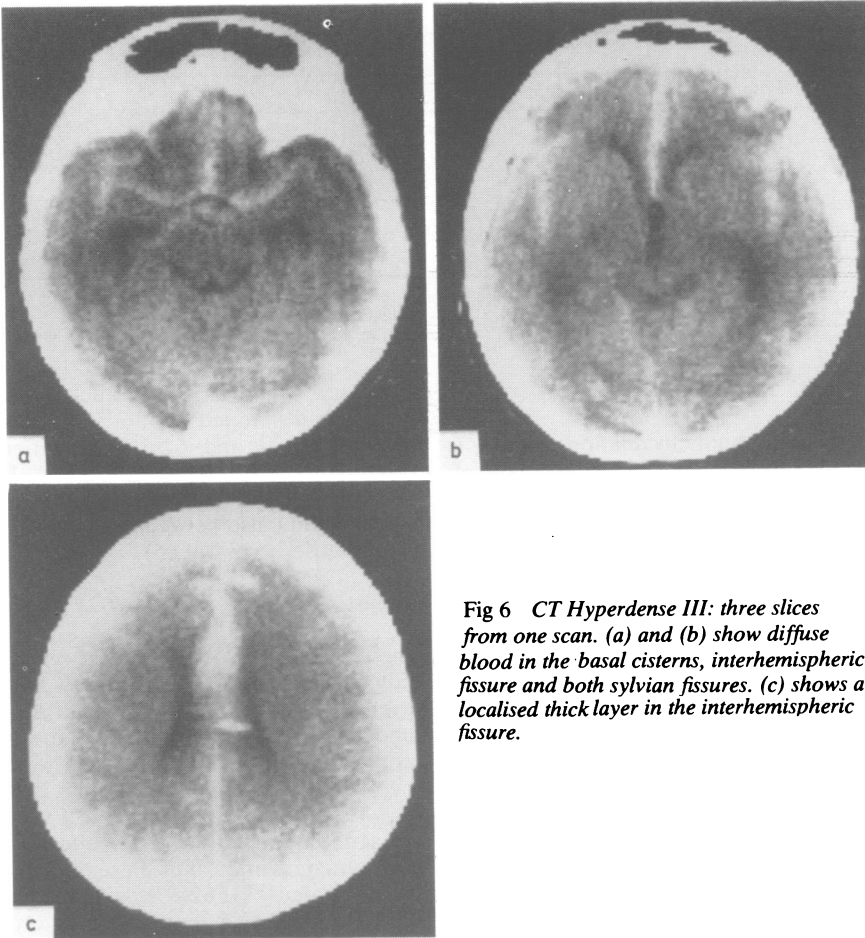 a
b
c
Fig 6 CT Hyperdense III: three slices
from one scan. (a) and (b) show diffuse
blood in the basal cisterns, interhemispheric
fissure and both sylvian fissures. (c) shows a
localised thick layer in the interhemispheric
fissure.